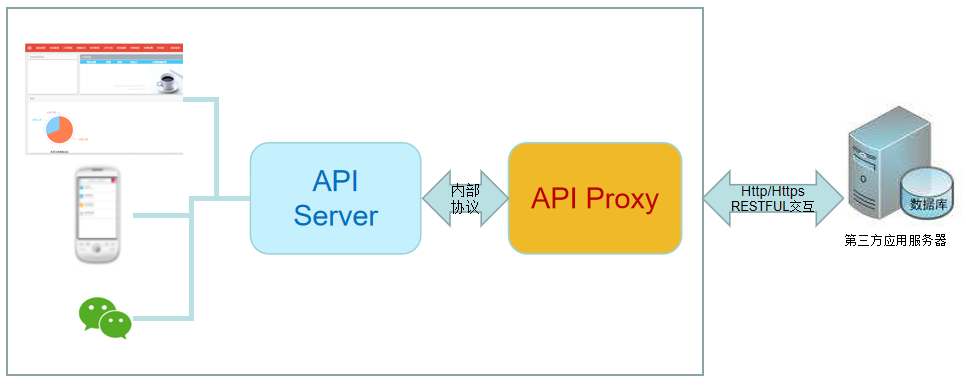 API
Server
内部
协议
API Proxy
Http/Https
RESTFUL交互
数据库
第三方应用服务器